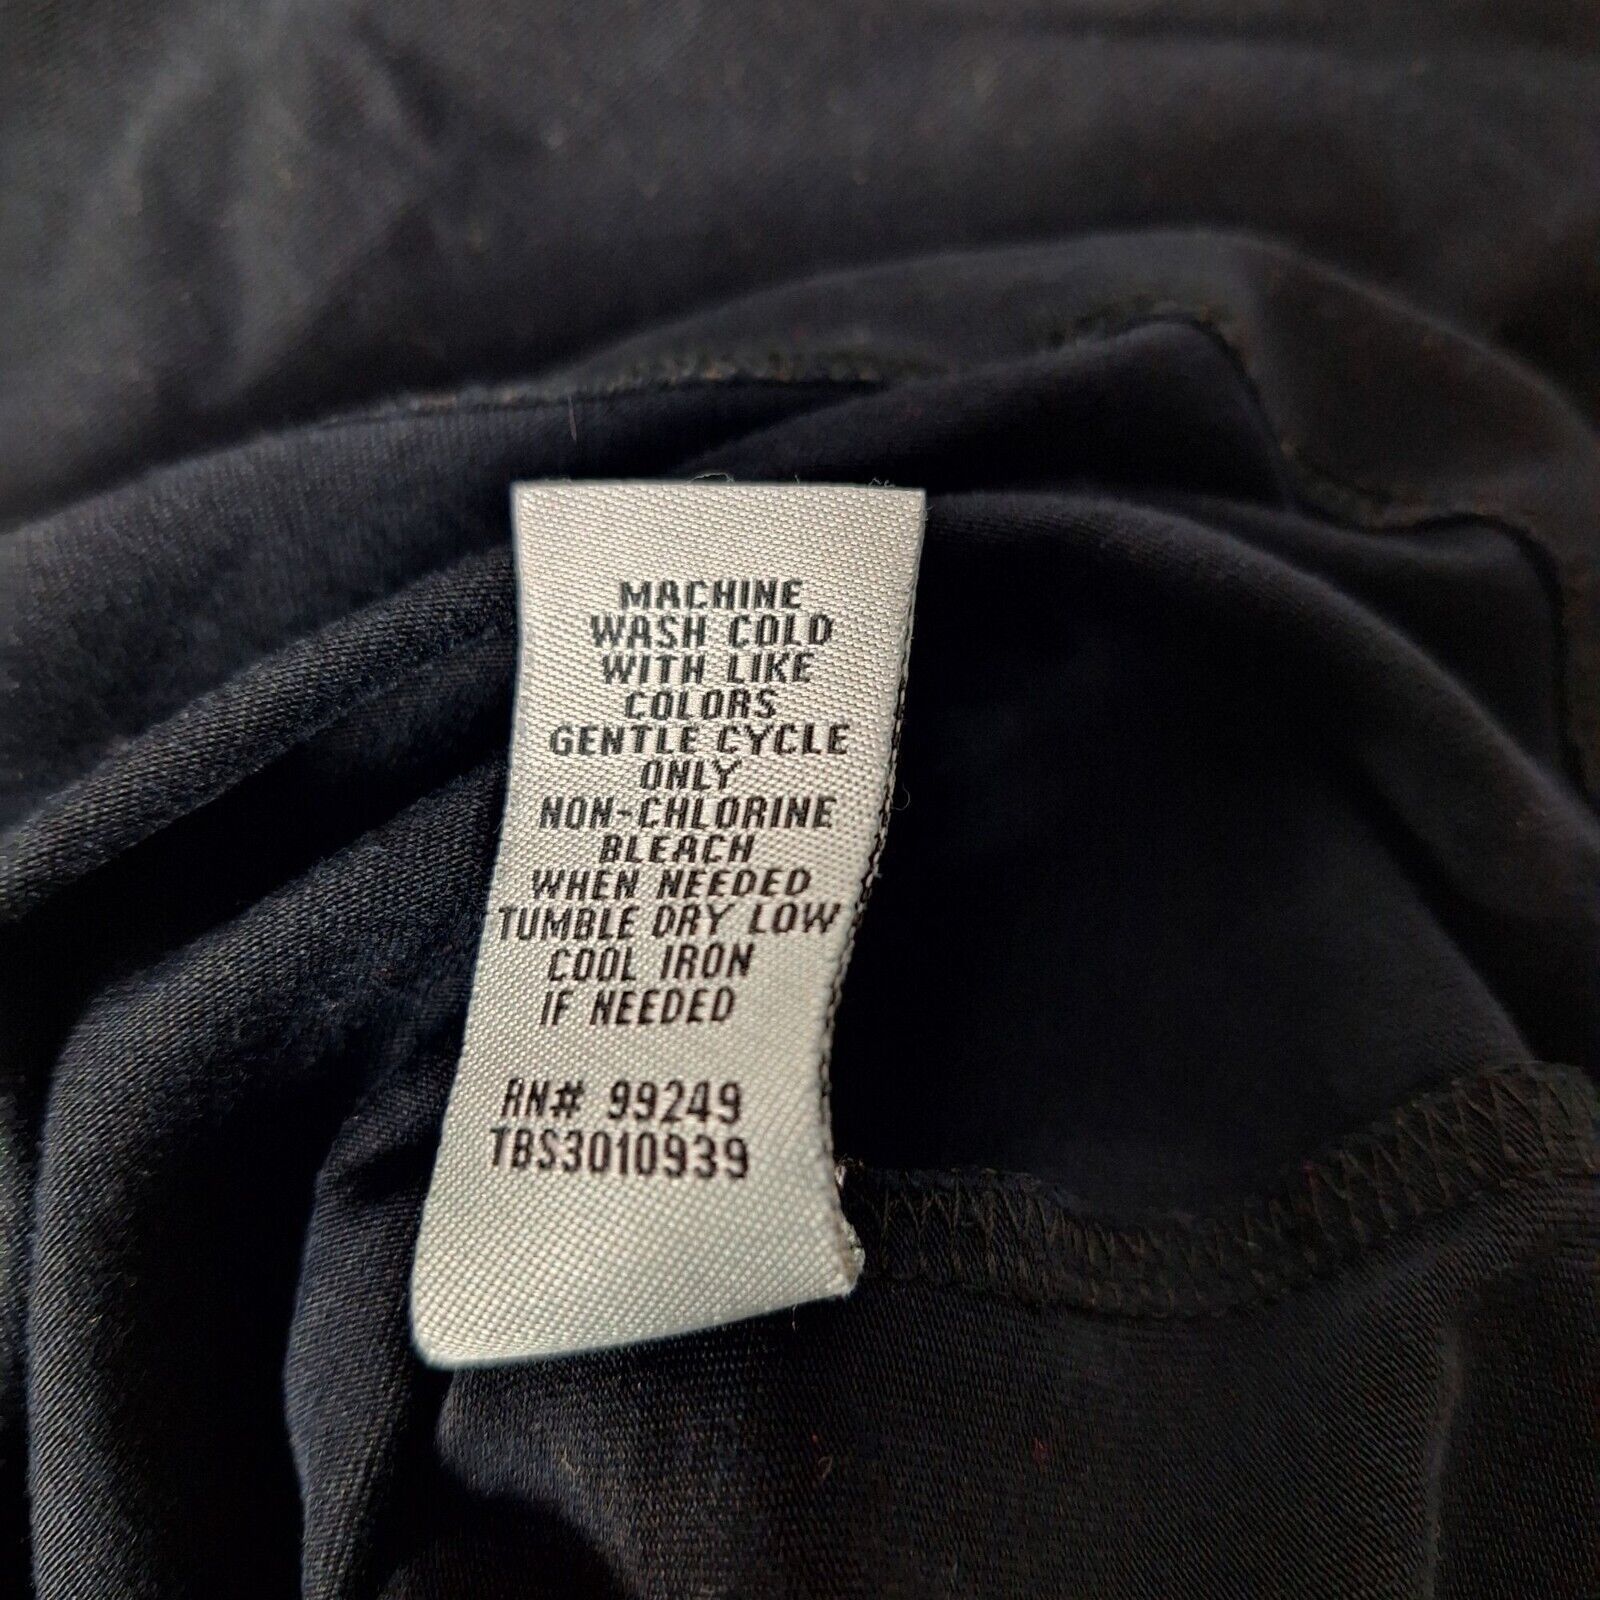 MACHINE
WASH COLD
WITH LIKE
COLORS
GENTLE CYCLE
ONLY
NON-CHLORINE
BLEACH
WHEN NEEDED
TUMBLE DRY LOW
COOL IRON
IF NEEDED
RN# 99249
TBS3010939